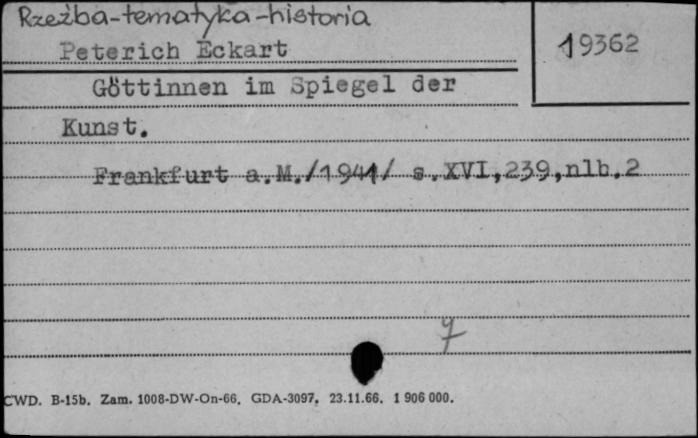 Rzeźba-tematyka-historia
Peterich Eckart
19362
Göttinnen im Spiegel der
Kunst.
Frankfurt a.M./1941/ s.XVI,239,nlb.2
CWD. B-15b. Zam. 1008-DW-On-66. GDA-3097. 23.11.66. 1 906 000.